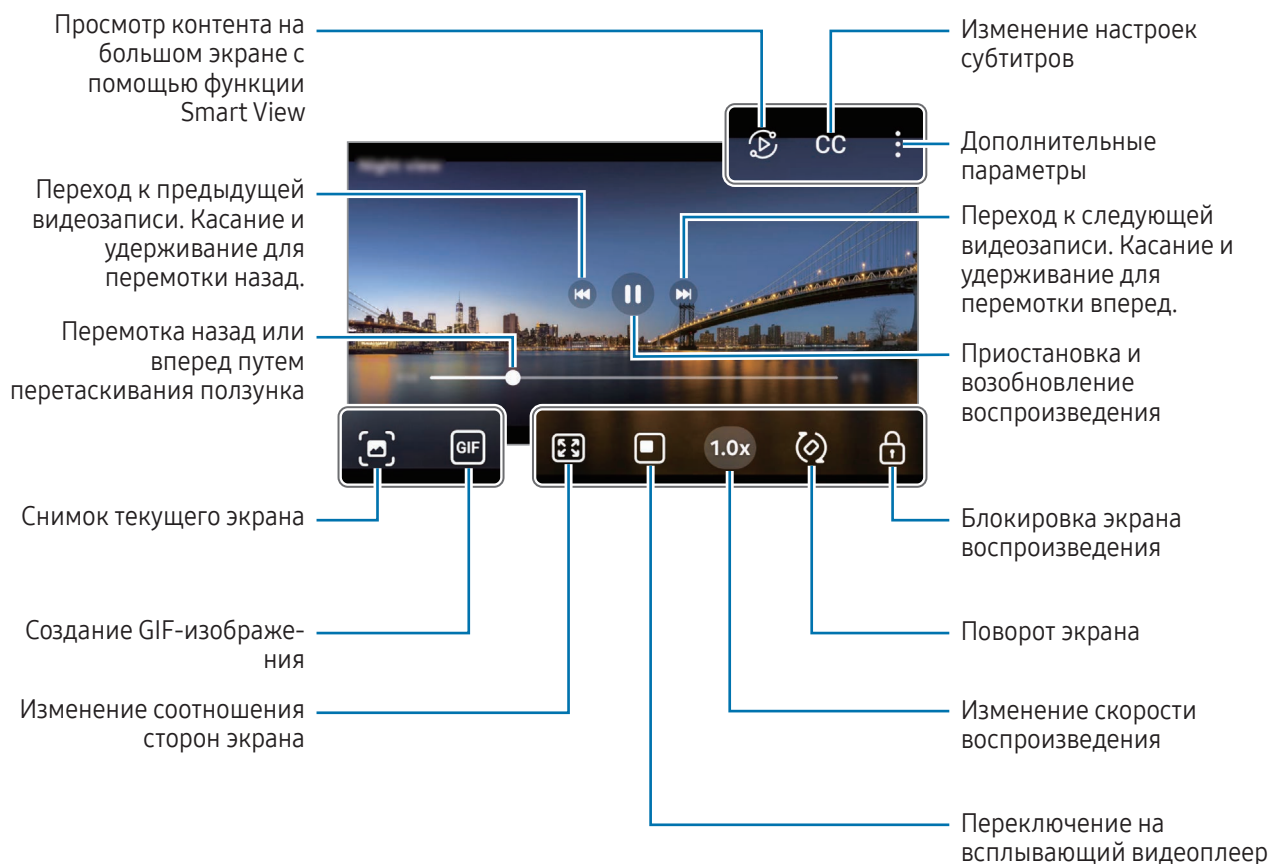 Просмотр контента на
большом экране с
помощью функции
Smart View
Изменение настроек
субтитров
CC
Дополнительные
параметры
Night view
Переход к предыдущей
видеозаписи. Касание и
удерживание для
перемотки назад.
Переход к следующей
видеозаписи. Касание и
удерживание для
перемотки вперед.
Перемотка назад или
вперед путем
перетаскивания ползунка
Приостановка и
возобновление
воспроизведения
GIF
1.0x
Снимок текущего экрана
Блокировка экрана
воспроизведения
Создание GIF-изображе-
ния
Поворот экрана
Изменение соотношения
сторон экрана
Изменение скорости
воспроизведения
Переключение на
всплывающий видеоплеер